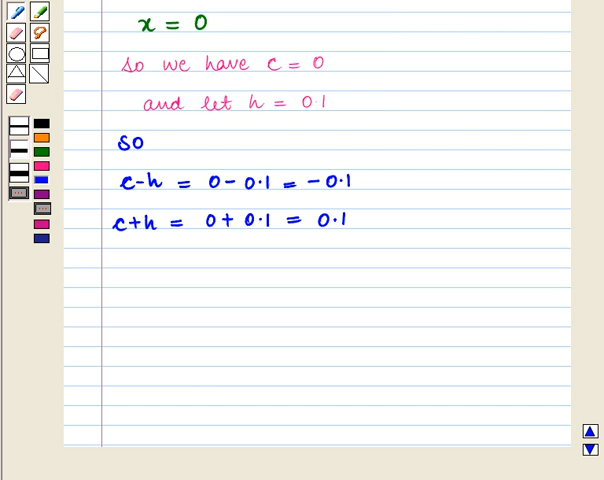 x = 0
so we have c = 0
and let h = 0.1
so
c-h = 0 - 0.1 = -0.1
c+h = 0 + 0.1 = 0.1